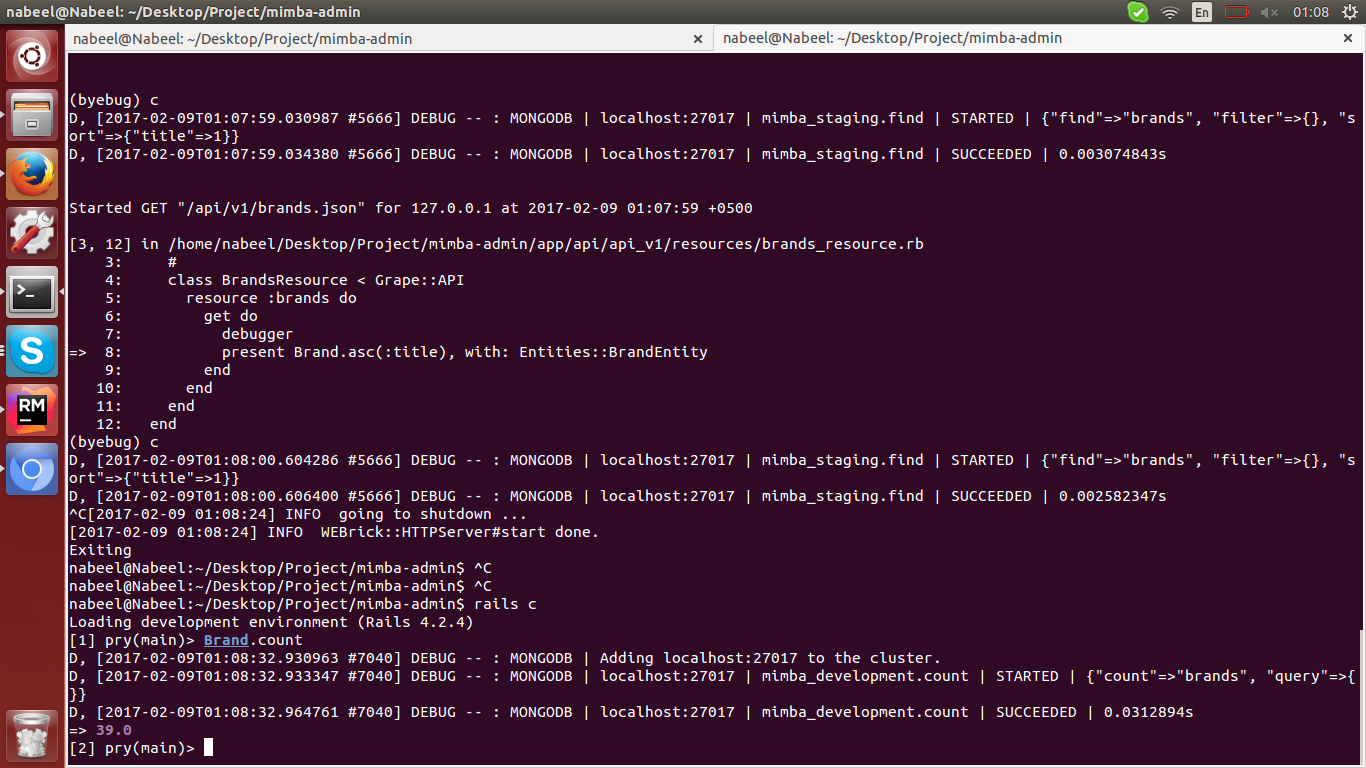 nabeel@Nabeel: ~/Desktop/Project/mimba-admin
En
01:08
nabeel@Nabeel: ~/Desktop/Project/mimba-admin ×
nabeel@Nabeel: ~/Desktop/Project/mimba-admin ×
(byebug) c
D, [2017-02-09T01:07:59.030987 #5666] DEBUG -- : MONGODB | localhost:27017 | mimba_staging.find | STARTED | {"find"=>"brands", "filter"=>{}, "s
ort"=>{"title"=>1}}
D, [2017-02-09T01:07:59.034380 #5666] DEBUG -- : MONGODB | localhost:27017 | mimba_staging.find | SUCCEEDED | 0.003074843s
Started GET "/api/v1/brands.json" for 127.0.0.1 at 2017-02-09 01:07:59 +0500
[3, 12] in /home/nabeel/Desktop/Project/mimba-admin/app/api/api_v1/resources/brands_resource.rb
3: #
4: class BrandsResource < Grape::API
5: resource :brands do
6: get do
7: debugger
=> 8: present Brand.asc(:title), with: Entities::BrandEntity
9: end
10: end
11: end
12: end
(byebug) c
D, [2017-02-09T01:08:00.604286 #5666] DEBUG -- : MONGODB | localhost:27017 | mimba_staging.find | STARTED | {"find"=>"brands", "filter"=>{}, "s
ort"=>{"title"=>1}}
D, [2017-02-09T01:08:00.606400 #5666] DEBUG -- : MONGODB | localhost:27017 | mimba_staging.find | SUCCEEDED | 0.002582347s
^C[2017-02-09 01:08:24] INFO  going to shutdown ...
[2017-02-09 01:08:24] INFO  WEBrick::HTTPServer#start done.
Exiting
nabeel@Nabeel:~/Desktop/Project/mimba-admin$ ^C
nabeel@Nabeel:~/Desktop/Project/mimba-admin$ ^C
nabeel@Nabeel:~/Desktop/Project/mimba-admin$ rails c
Loading development environment (Rails 4.2.4)
[1] pry(main)> Brand.count
D, [2017-02-09T01:08:32.930963 #7040] DEBUG -- : MONGODB | Adding localhost:27017 to the cluster.
D, [2017-02-09T01:08:32.933347 #7040] DEBUG -- : MONGODB | localhost:27017 | mimba_development.count | STARTED | {"count"=>"brands", "query"=>{
}}
D, [2017-02-09T01:08:32.964761 #7040] DEBUG -- : MONGODB | localhost:27017 | mimba_development.count | SUCCEEDED | 0.0312894s
=> 39.0
[2] pry(main)>
>_
S
RM